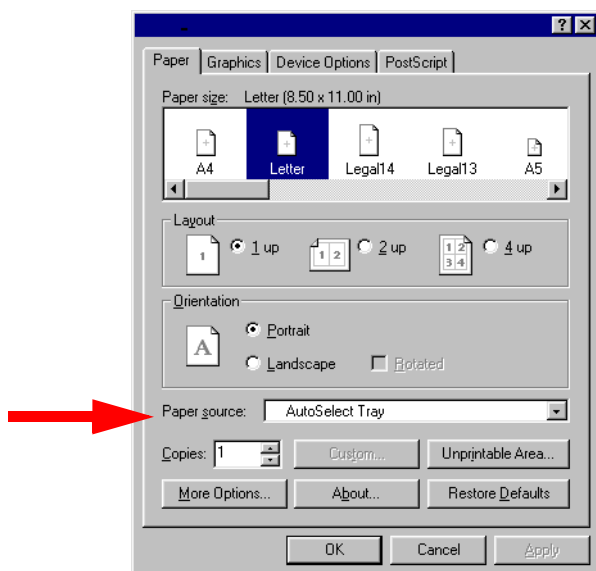 Paper Graphics Device Options PostScript
Paper size: Letter (8.50 x 11.00 in)
A4 Letter Legal14 Legal13 A5
Layout
1 1 up 1 2 2 up 1 2 3 4 4 up
Orientation
A Portrait
Landscape Rotated
Paper source: AutoSelect Tray
Copies: 1 Custom... Unprintable Area...
More Options... About... Restore Defaults
OK Cancel Apply